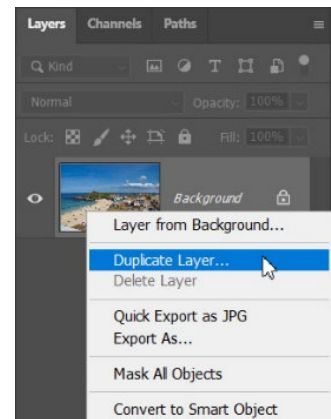 Layers Channels Paths
Kind
Normal Opacity: 100%
Lock: Fill: 100%
Background
Layer from Background...
Duplicate Layer...
Delete Layer
Quick Export as JPG
Export As...
Mask All Objects
Convert to Smart Object